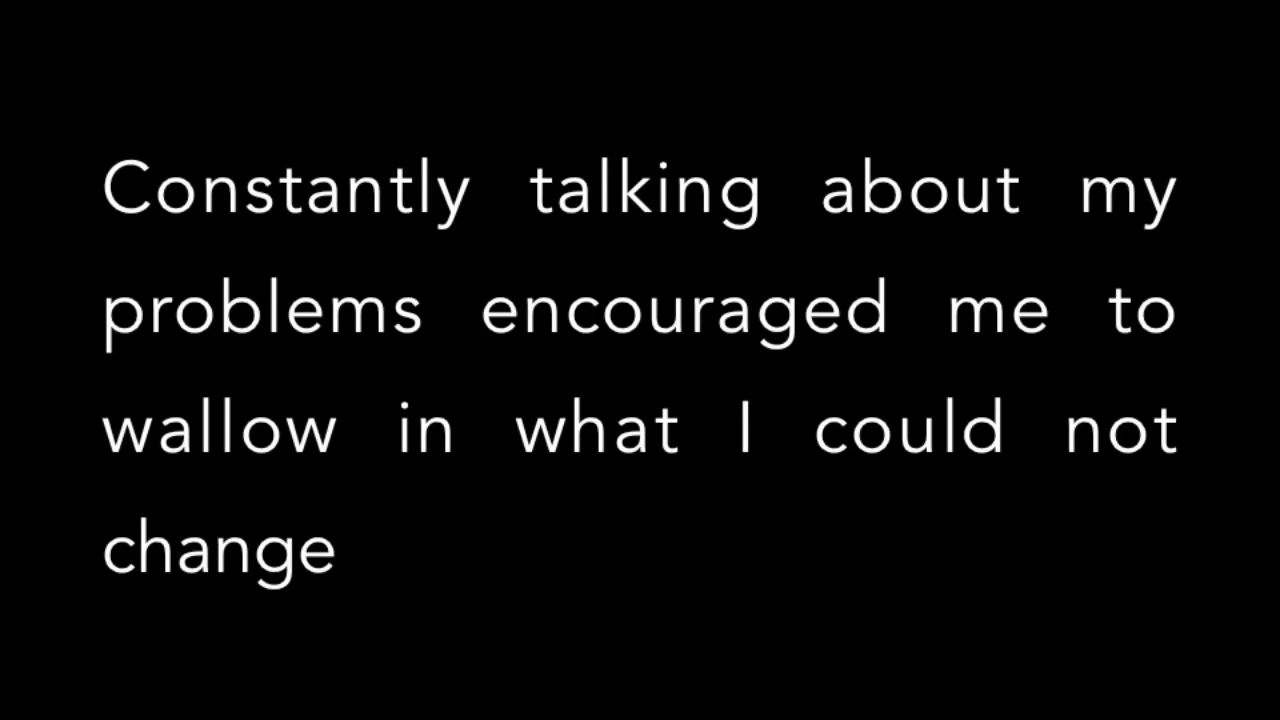 Constantly talking about my
problems encouraged me to
wallow in what I could not
change